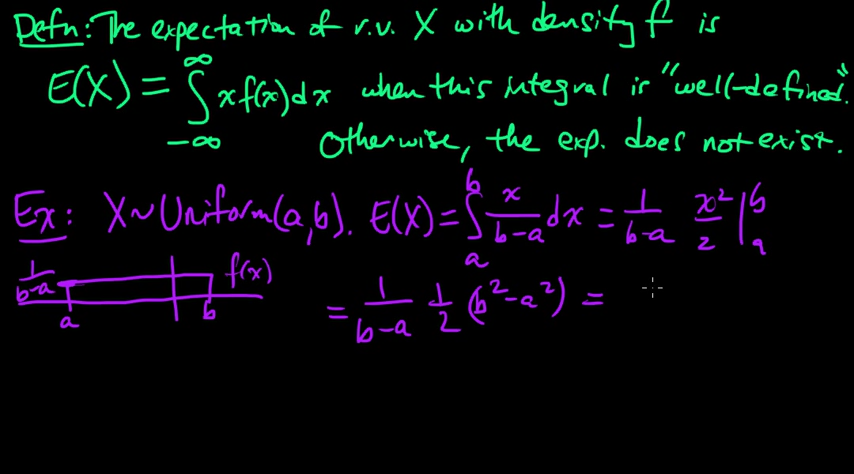 Defn: The expectation of r.v. X with density f is
E(X) = ∫_{-∞}^{∞} x f(x) dx when this integral is "well-defined."
Otherwise, the exp. does not exist.
Ex: X ~ Uniform(a,b). E(X) = ∫_a^b x/(b-a) dx = 1/(b-a) x²/2 |_a^b
1/(b-a) f(x)
a b
= 1/(b-a) 1/2 (b²-a²) =